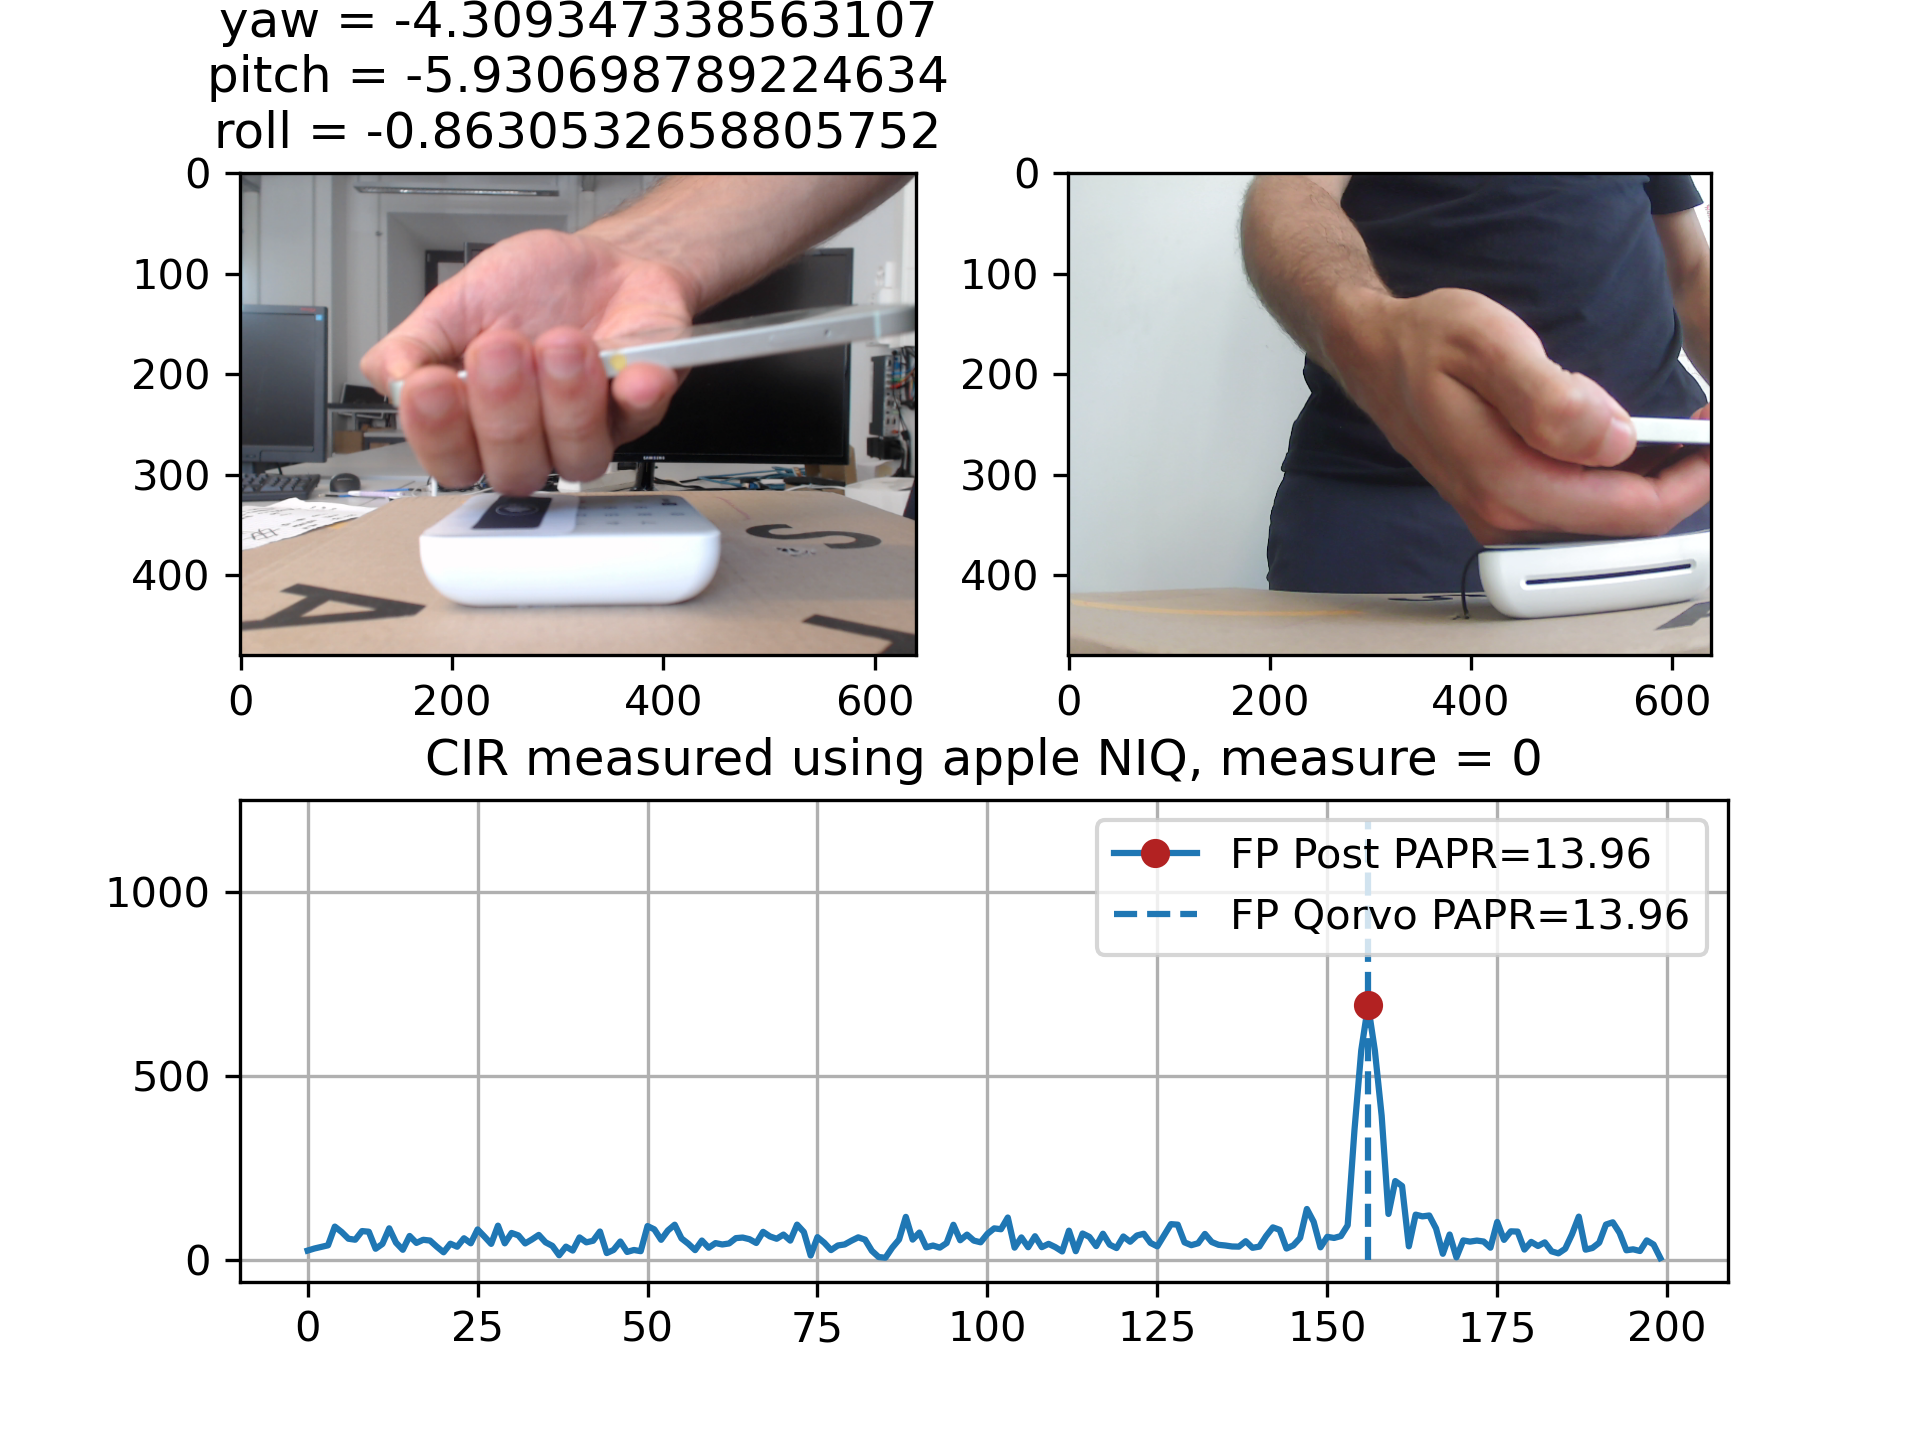 yaw = -4.309347338563107
pitch = -5.930698789224634
roll = -0.8630532658805752
0
100
200
300
400
0 200 400 600
0
100
200
300
400
0 200 400 600
SAMSUNG
S
A
CIR measured using apple NIQ, measure = 0
1000
500
0
FP Post PAPR=13.96
FP Qorvo PAPR=13.96
0 25 50 75 100 125 150 175 200